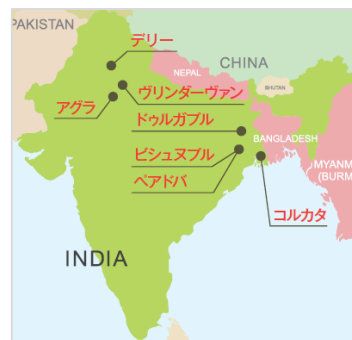 PAKISTAN
デリー
CHINA
NEPAL
BHUTAN
ヴリンダーヴァン
アグラ
ドゥルガプル
BANGLADESH
ビシュヌプル
MYANM
(BURM
ペアドバ
コルカタ
INDIA